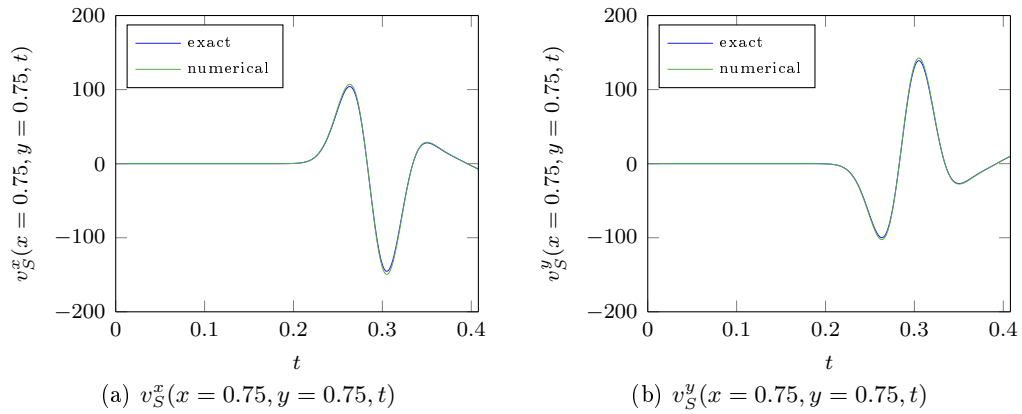 200
100
0
−100
−200
0
0.1
0.2
0.3
0.4
t
v_S^x(x = 0.75, y = 0.75, t)
exact
numerical
(a) v_S^x(x = 0.75, y = 0.75, t)
200
100
0
−100
−200
0
0.1
0.2
0.3
0.4
t
v_S^y(x = 0.75, y = 0.75, t)
exact
numerical
(b) v_S^y(x = 0.75, y = 0.75, t)